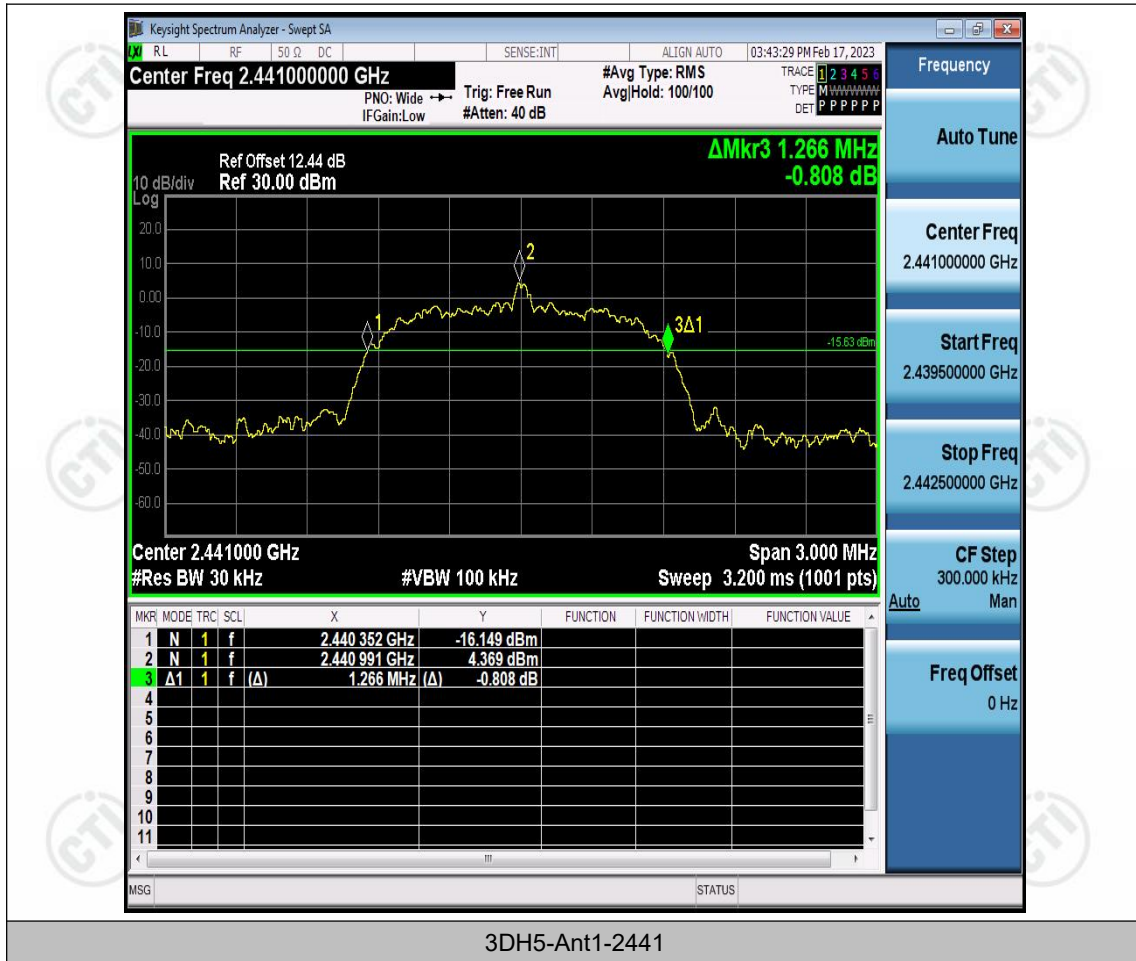 Keysight Spectrum Analyzer - Swept SA
LXI RL RF 50 Ω DC SENSE:INT ALIGN AUTO 03:43:29 PM Feb 17, 2023
Center Freq 2.441000000 GHz
PNO: Wide
IFGain:Low
Trig: Free Run
#Atten: 40 dB
#Avg Type: RMS
Avg|Hold: 100/100
TRACE 1 2 3 4 5 6
TYPE M WWWWW
DET P P P P P P
Ref Offset 12.44 dB
10 dB/div Ref 30.00 dBm
Log
ΔMkr3 1.266 MHz
-0.808 dB
20.0
10.0
0.00
-10.0
-20.0
-30.0
-40.0
-50.0
-60.0
1
2
3Δ1
-15.63 dBm
Center 2.441000 GHz Span 3.000 MHz
#Res BW 30 kHz #VBW 100 kHz Sweep 3.200 ms (1001 pts)
MKR MODE TRC SCL X Y FUNCTION FUNCTION WIDTH FUNCTION VALUE
1 N 1 f 2.440 352 GHz -16.149 dBm
2 N 1 f 2.440 991 GHz 4.369 dBm
3 Δ1 1 f (Δ) 1.266 MHz (Δ) -0.808 dB
4
5
6
7
8
9
10
11
MSG STATUS
Frequency
Auto Tune
Center Freq
2.441000000 GHz
Start Freq
2.439500000 GHz
Stop Freq
2.442500000 GHz
CF Step
300.000 kHz
Auto Man
Freq Offset
0 Hz
CTI
CTI
CTI
CTI
CTI
CTI
3DH5-Ant1-2441